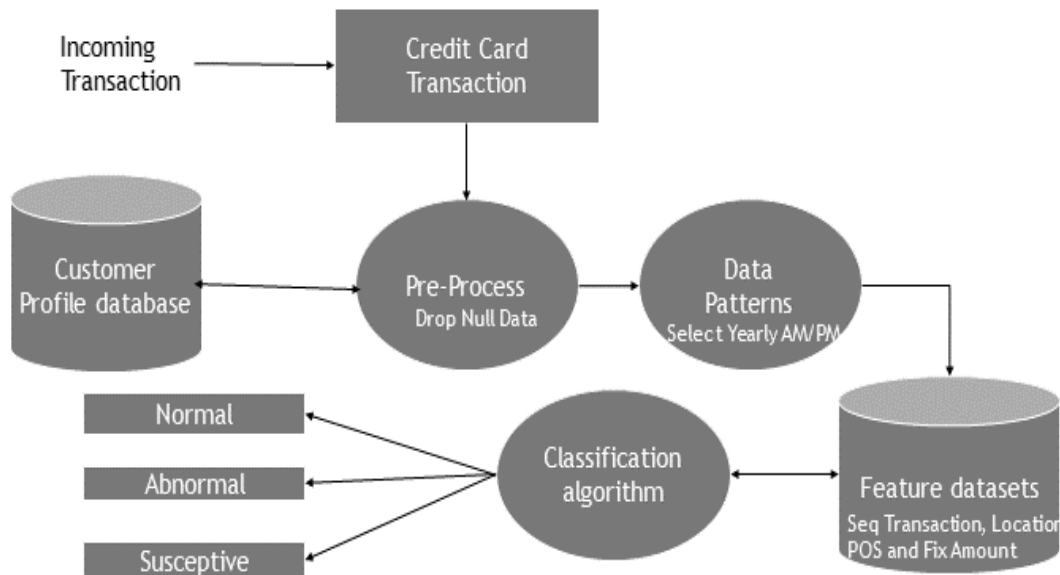 Incoming
Transaction
Credit Card
Transaction
Customer
Profile database
Pre-Process
Drop Null Data
Data
Patterns
Select Yearly AM/PM
Normal
Abnormal
Susceptive
Classification
algorithm
Feature datasets
Seq Transaction, Location
POS and Fix Amount